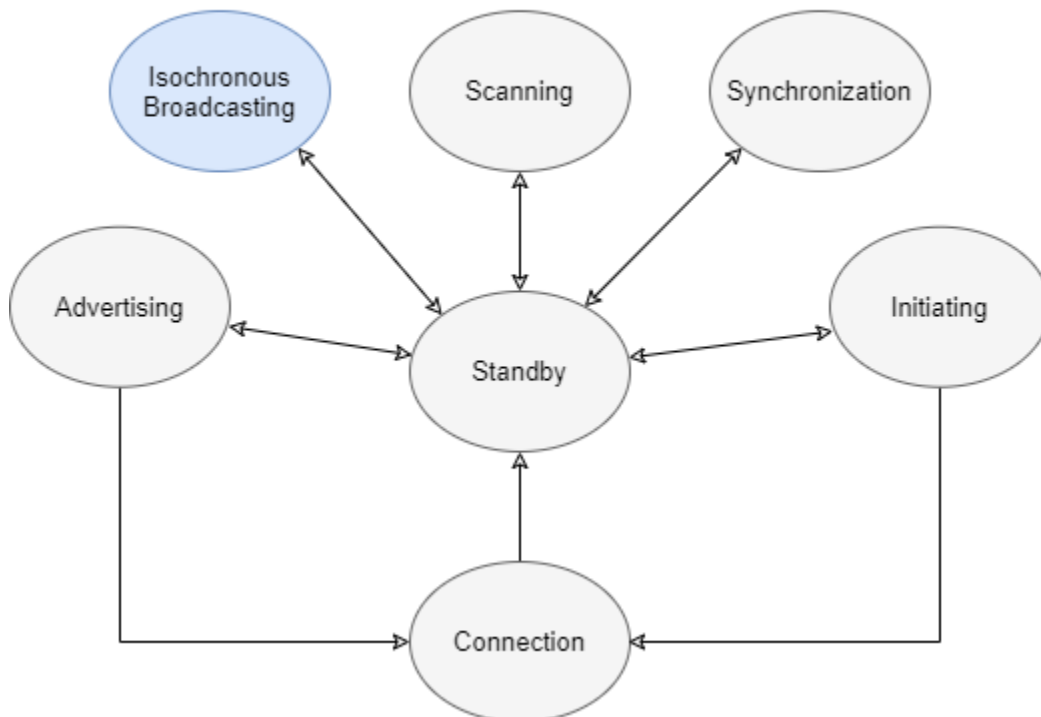 Isochronous
Broadcasting
Scanning
Synchronization
Advertising
Initiating
Standby
Connection